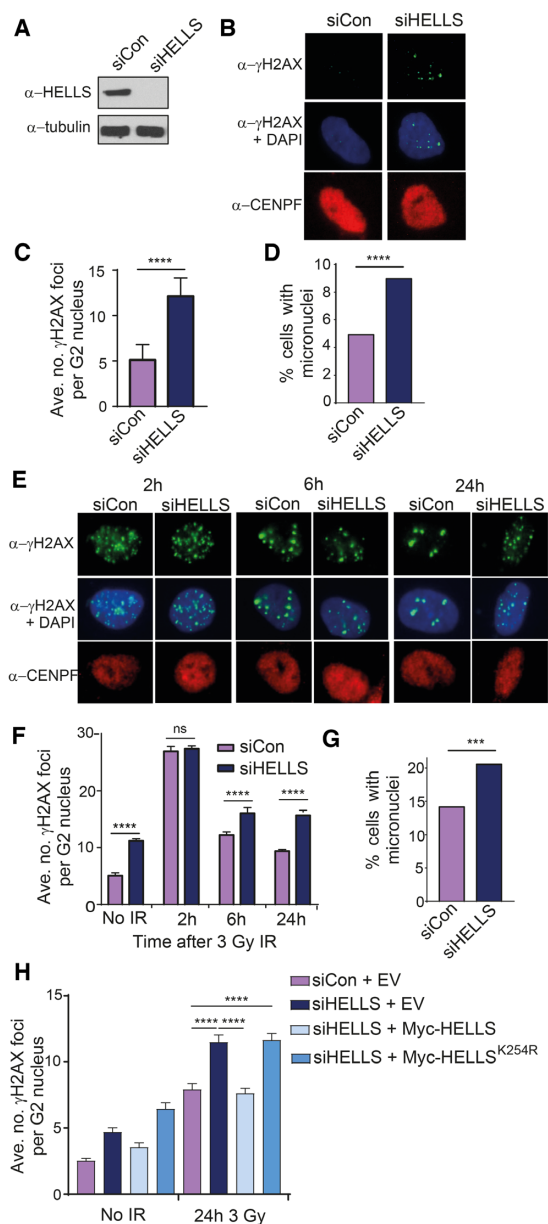 A
siCon
siHELLS
α–HELLS
α–tubulin
B
siCon
siHELLS
α–γH2AX
α–γH2AX
+ DAPI
α–CENPF
C
Ave. no. γH2AX foci
per G2 nucleus
15
10
5
0
****
siCon
siHELLS
D
% cells with
micronuclei
10
8
6
4
2
0
****
siCon
siHELLS
E
2h
6h
24h
siCon
siHELLS
siCon
siHELLS
siCon
siHELLS
α–γH2AX
α–γH2AX
+ DAPI
α–CENPF
F
Ave. no. γH2AX foci
per G2 nucleus
30
20
10
0
ns
siCon
siHELLS
****
****
****
No IR
2h
6h
24h
Time after 3 Gy IR
G
% cells with
micronuclei
20
15
10
5
0
***
siCon
siHELLS
H
Ave. no. γH2AX foci
per G2 nucleus
15
10
5
0
****
****
****
siCon + EV
siHELLS + EV
siHELLS + Myc-HELLS
siHELLS + Myc-HELLSK254R
No IR
24h 3 Gy